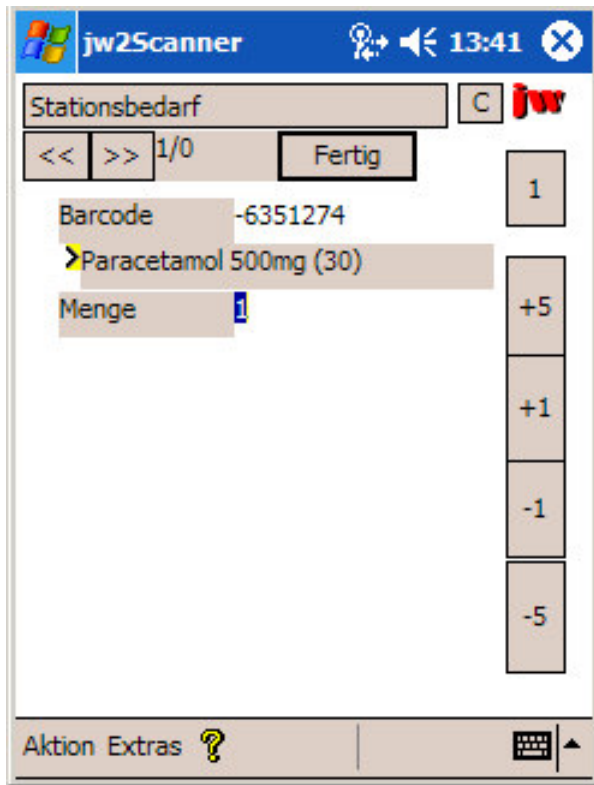 jw2Scanner 13:41
Stationsbedarf C jw
<< >> 1/0 Fertig
1
Barcode -6351274
Paracetamol 500mg (30)
Menge 1
+5
+1
-1
-5
Aktion Extras ?